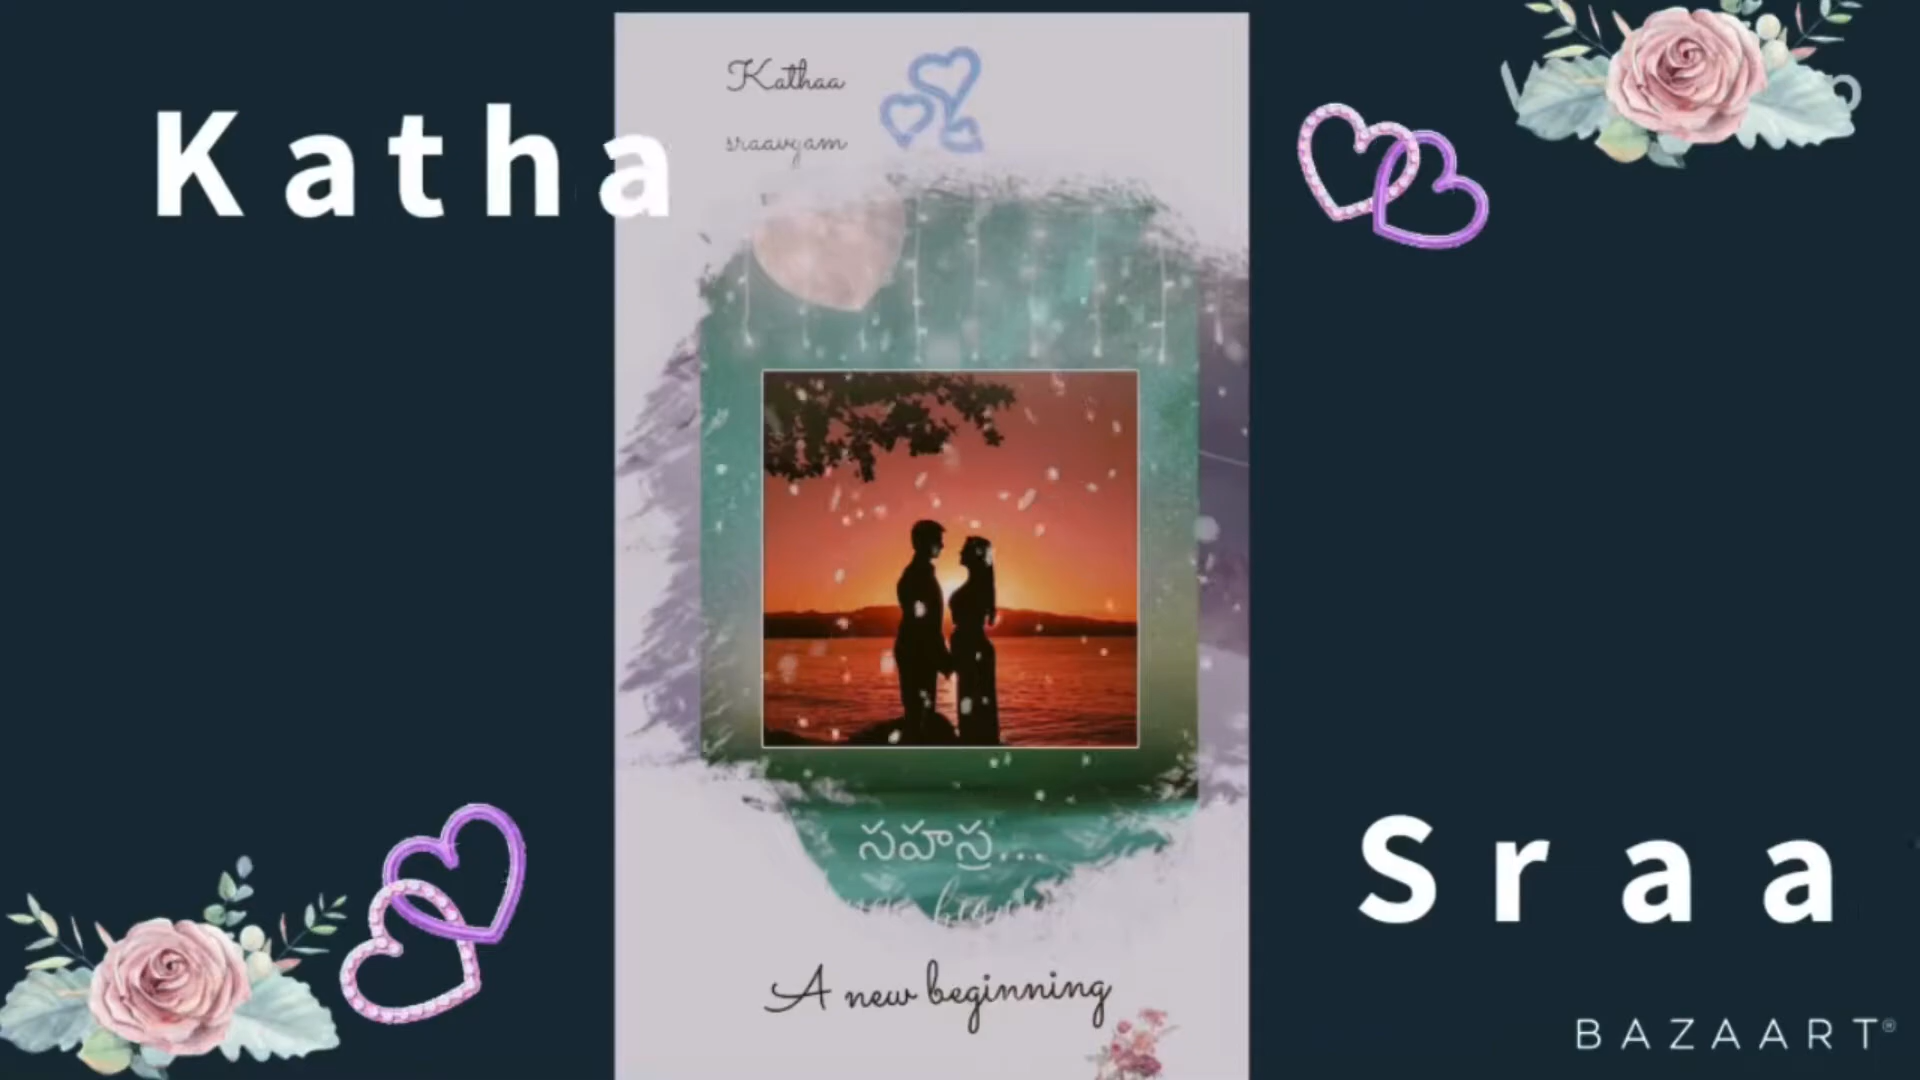 Kathaa
sraavyam
Katha
సహస్ర...
A new beginning
Sraa
BAZAART®